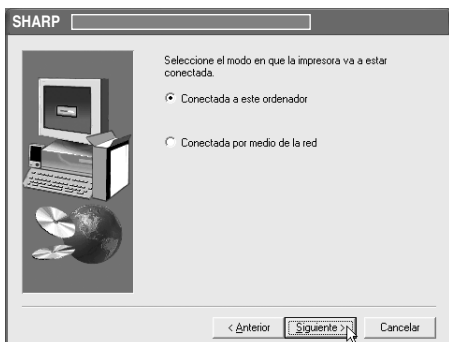 SHARP
Seleccione el modo en que la impresora va a estar
conectada.
Conectada a este ordenador
Conectada por medio de la red
< Anterior
Siguiente >
Cancelar